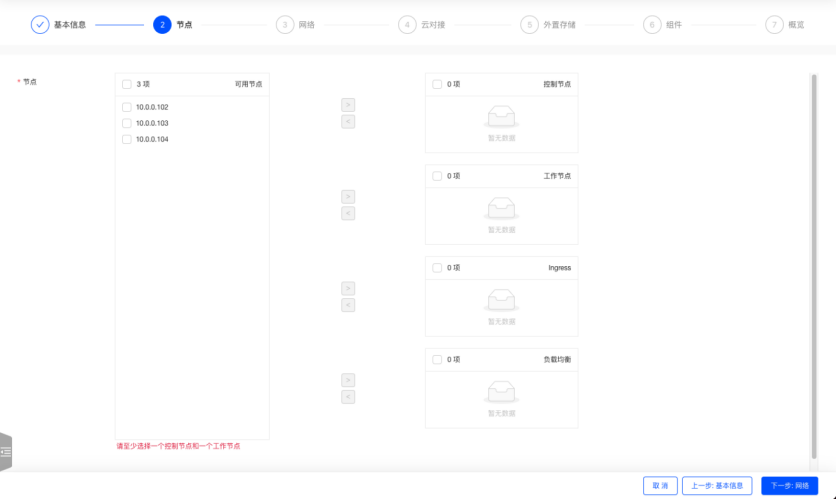 基本信息
2 节点
3 网络
4 云对接
5 外置存储
6 组件
7 概览
* 节点
3 项 可用节点
10.0.0.102
10.0.0.103
10.0.0.104
>
<
0 项 控制节点
暂无数据
>
<
0 项 工作节点
暂无数据
>
<
0 项 Ingress
暂无数据
>
<
0 项 负载均衡
暂无数据
请至少选择一个控制节点和一个工作节点
取 消
上一步: 基本信息
下一步: 网络